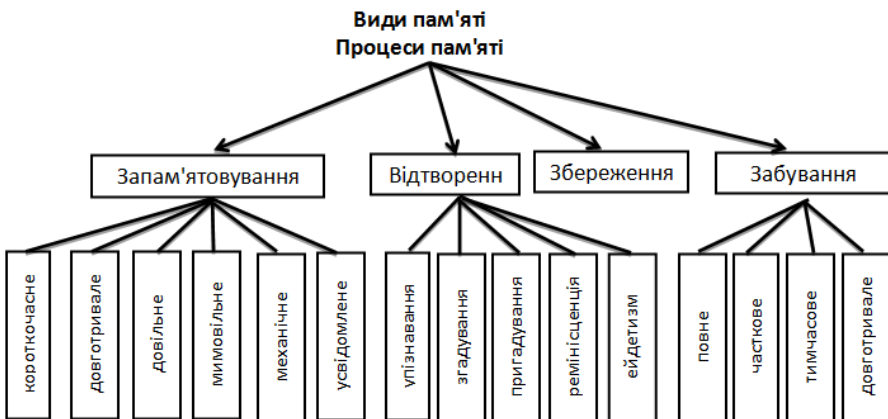 Види пам'яті
Процеси пам'яті
Запам'ятовування
Відтворенн
Збереження
Забування
короткочасне
довготривале
довільне
мимовільне
механічне
усвідомлене
упізнавання
згадування
пригадування
ремінісценція
ейдетизм
повне
часткове
тимчасове
довготривале